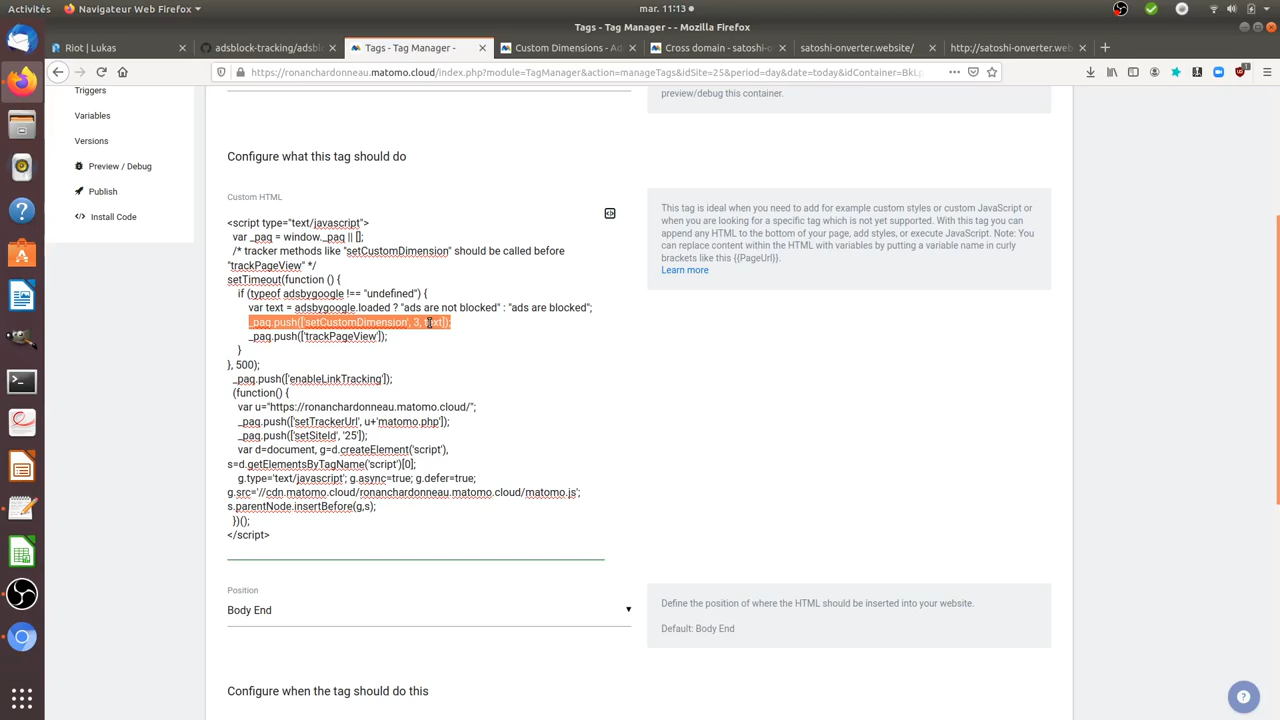 Activités
Navigateur Web Firefox
mar. 11:13
Tags - Tag Manager - - Mozilla Firefox
Riot | Lukas
adsblock-tracking/adsbl
Tags - Tag Manager -
Custom Dimensions - Ad
Cross domain - satoshi-o
satoshi-onverter.website/
http://satoshi-onverter.web
https://ronanchardonneau.matomo.cloud/index.php?module=TagManager&action=manageTags&idSite=25&period=day&date=today&idContainer=BkI
Triggers
Variables
Versions
Preview / Debug
Publish
Install Code
preview/debug this container.
Configure what this tag should do
Custom HTML
<script type="text/javascript">
var _paq = window._paq || [];
/* tracker methods like "setCustomDimension" should be called before
"trackPageView" */
setTimeout(function () {
if (typeof adsbygoogle !== "undefined") {
var text = adsbygoogle.loaded ? "ads are not blocked" : "ads are blocked";
_paq.push(['setCustomDimension', 3, text]);
_paq.push(['trackPageView']);
}
}, 500);
_paq.push(['enableLinkTracking']);
(function() {
var u="https://ronanchardonneau.matomo.cloud/";
_paq.push(['setTrackerUrl', u+'matomo.php']);
_paq.push(['setSiteId', '25']);
var d=document, g=d.createElement('script'),
s=d.getElementsByTagName('script')[0];
g.type='text/javascript'; g.async=true; g.defer=true;
g.src='//cdn.matomo.cloud/ronanchardonneau.matomo.cloud/matomo.js';
s.parentNode.insertBefore(g,s);
})();
</script>
This tag is ideal when you need to add for example custom styles or custom JavaScript or
when you are looking for a specific tag which is not yet supported. With this tag you can
append any HTML to the bottom of your page, add styles, or execute JavaScript. Note: You
can replace content within the HTML with variables by putting a variable name in curly
brackets like this {{PageUrl}}.
Learn more
Position
Body End
Define the position of where the HTML should be inserted into your website.
Default: Body End
Configure when the tag should do this